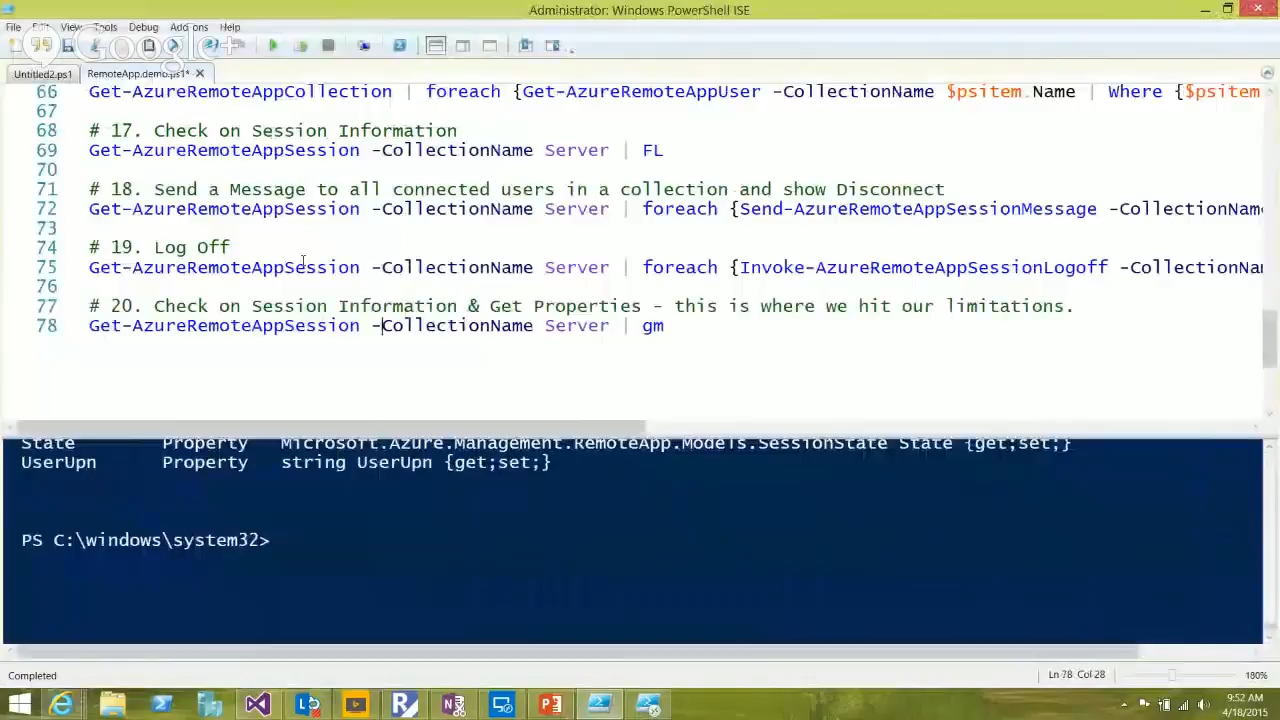 Administrator: Windows PowerShell ISE
File Edit View Tools Debug Add-ons Help
Google+
Untitled2.ps1 RemoteApp.demo.ps1*
66 Get-AzureRemoteAppCollection | foreach {Get-AzureRemoteAppUser -CollectionName $psitem.Name | Where {$psitem
67
68 # 17. Check on Session Information
69 Get-AzureRemoteAppSession -CollectionName Server | FL
70
71 # 18. Send a Message to all connected users in a collection and show Disconnect
72 Get-AzureRemoteAppSession -CollectionName Server | foreach {Send-AzureRemoteAppSessionMessage -CollectionName
73
74 # 19. Log Off
75 Get-AzureRemoteAppSession -CollectionName Server | foreach {Invoke-AzureRemoteAppSessionLogoff -CollectionNam
76
77 # 20. Check on Session Information & Get Properties - this is where we hit our limitations.
78 Get-AzureRemoteAppSession -CollectionName Server | gm
State Property Microsoft.Azure.Management.RemoteApp.Models.SessionState State {get;set;}
UserUpn Property string UserUpn {get;set;}
PS C:\windows\system32>
Completed Ln 78 Col 28 180%
9:52 AM
4/18/2015